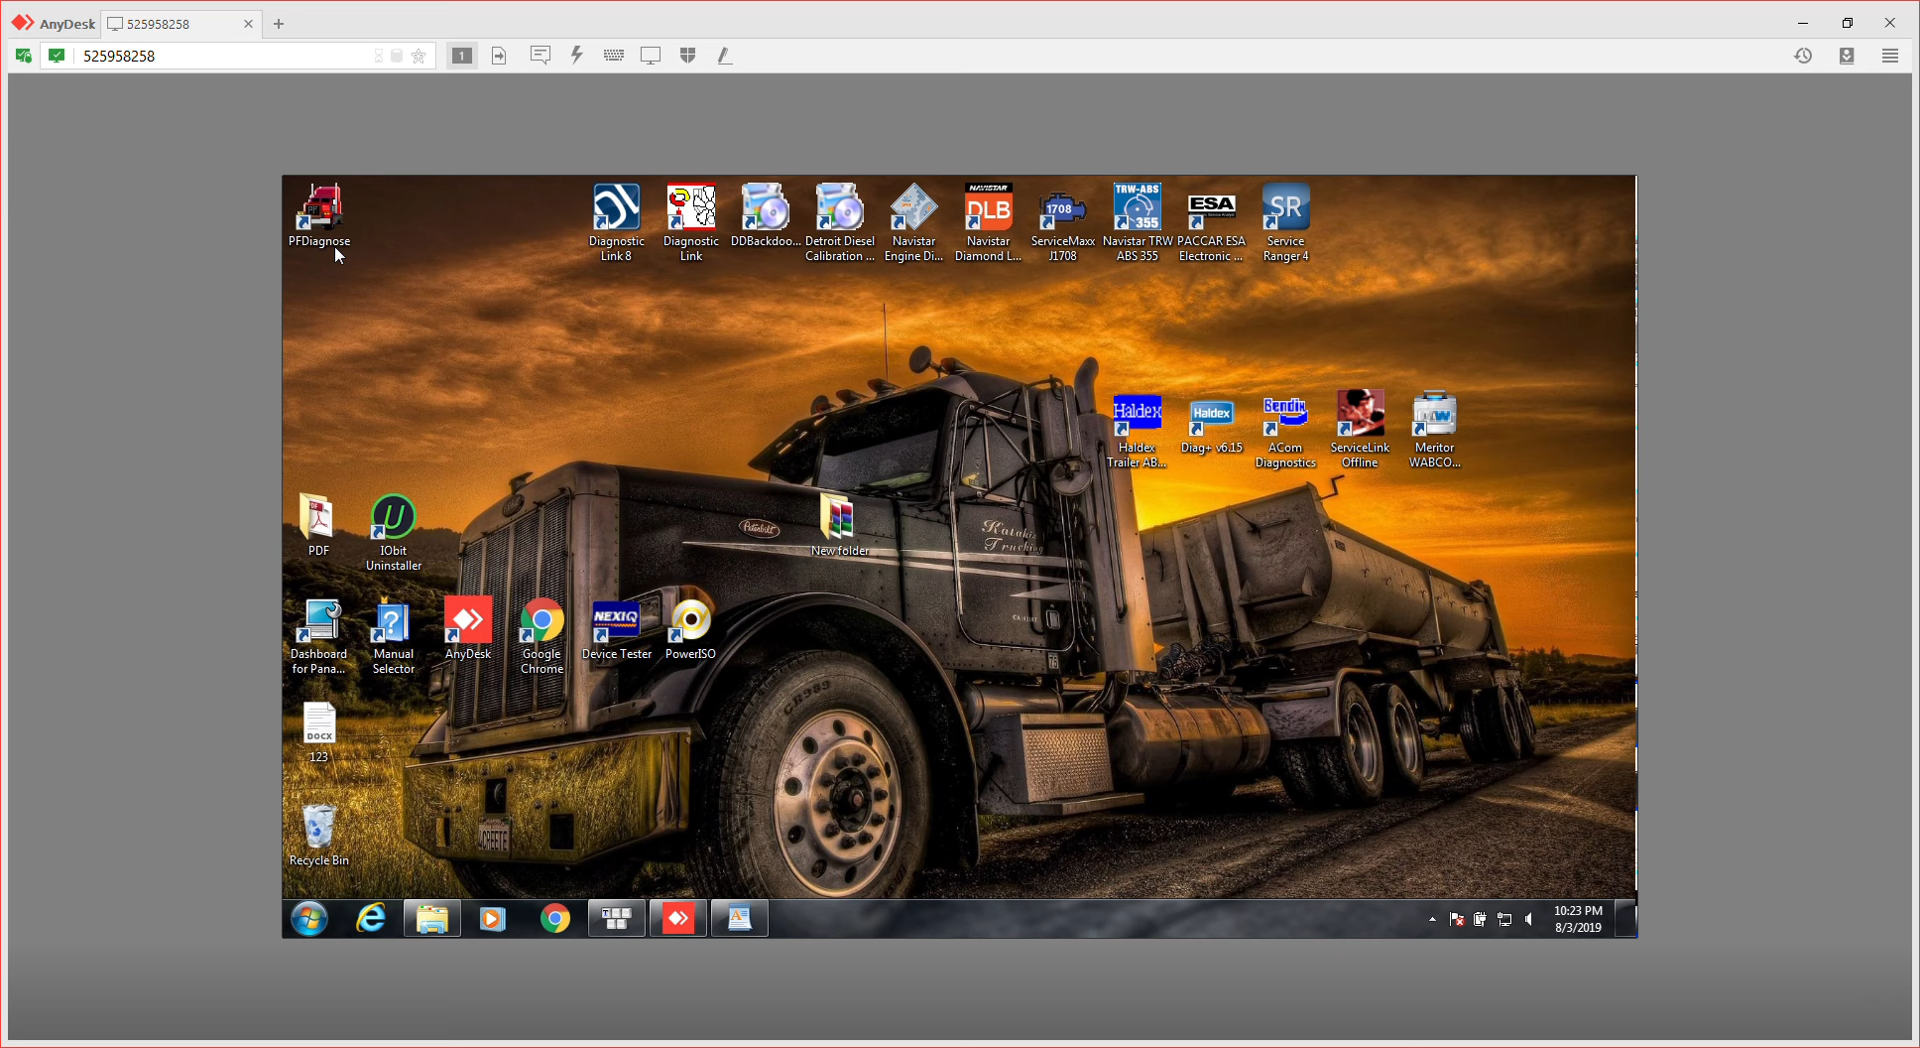 AnyDesk
525958258
525958258
1
PFDiagnose
Diagnostic
Link 8
Diagnostic
Link
DDBackdoo...
Detroit Diesel
Calibration ...
Navistar
Engine Di...
NAVISTAR
DLB
Navistar
Diamond L...
1708
ServiceMaxx
J1708
TRW-ABS
355
Navistar TRW
ABS 355
ESA
PACCAR ESA
Electronic ...
SR
Service
Ranger 4
Haldex
Haldex
Trailer AB...
Haldex
Diag+ v6.15
Bendix
ACom
Diagnostics
ServiceLink
Offline
Meritor
WABCO...
PDF
IObit
Uninstaller
New folder
Peterbilt
Trucking
Dashboard
for Pana...
Manual
Selector
AnyDesk
Google
Chrome
NEXIQ
Device Tester
PowerISO
DOCX
123
Recycle Bin
10:23 PM
8/3/2019